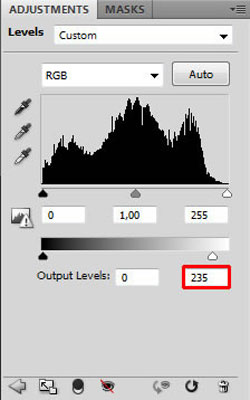 ADJUSTMENTS MASKS
Levels Custom
RGB Auto
0 1,00 255
Output Levels: 0 235